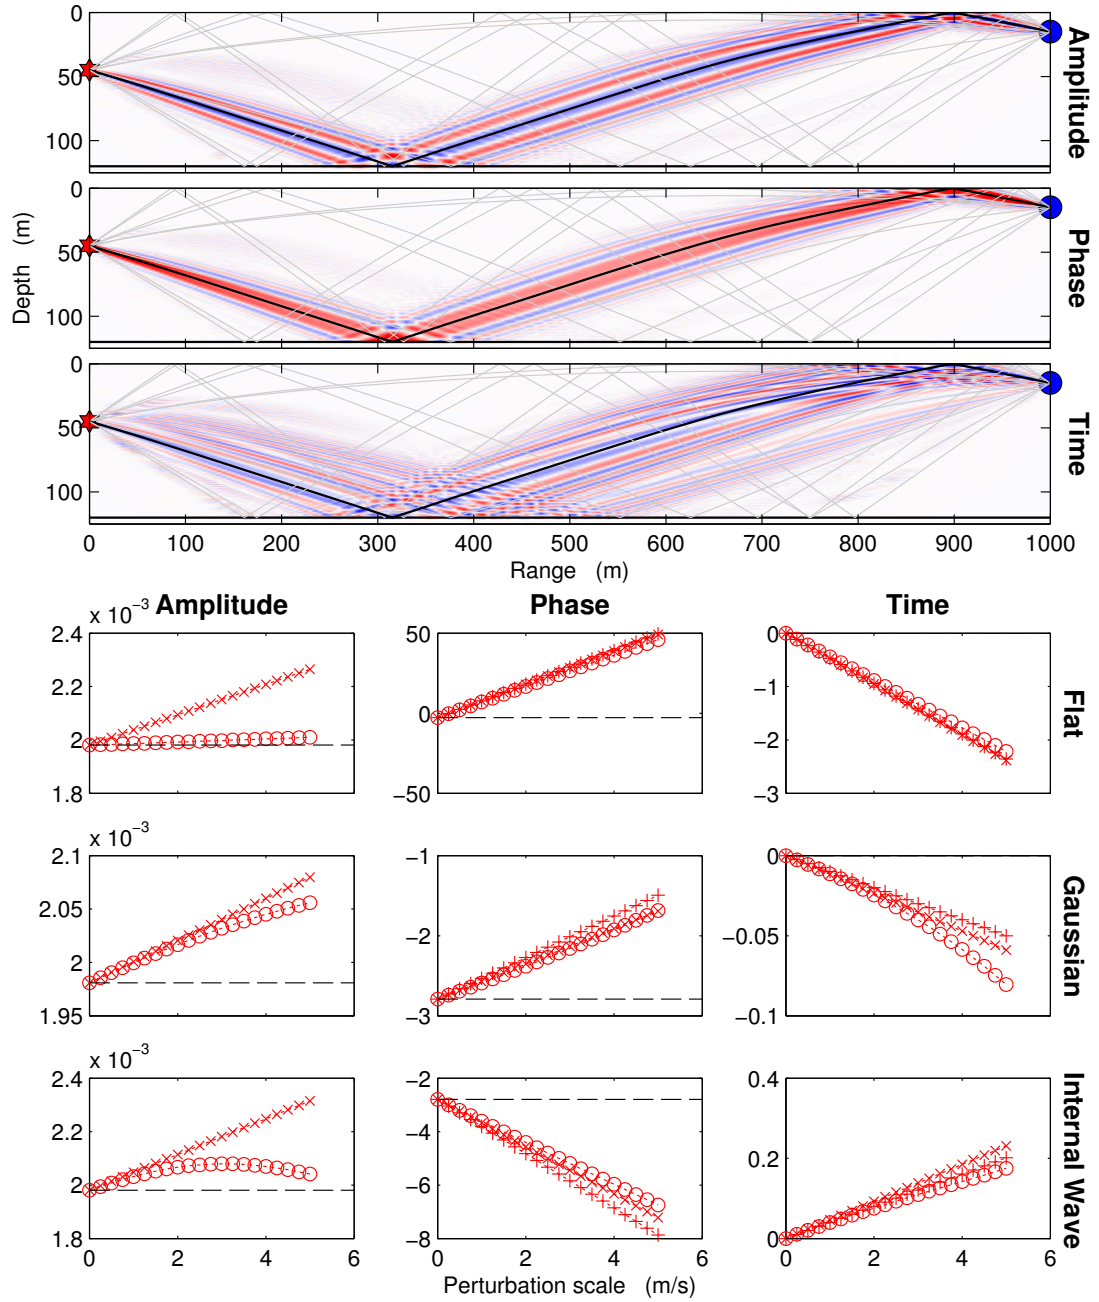 0
50
100
Amplitude
0
50
100
Depth (m)
Phase
0
50
100
Time
0 100 200 300 400 500 600 700 800 900 1000
Range (m)
x 10⁻³ Amplitude Phase Time
2.4
2.2
2
1.8
50
0
−50
0
−1
−2
−3
Flat
x 10⁻³
2.1
2.05
2
1.95
−1
−2
−3
0
−0.05
−0.1
Gaussian
x 10⁻³
2.4
2.2
2
1.8
−2
−4
−6
−8
0.4
0.2
0
Internal Wave
0 2 4 6 0 2 4 6 0 2 4 6
Perturbation scale (m/s)